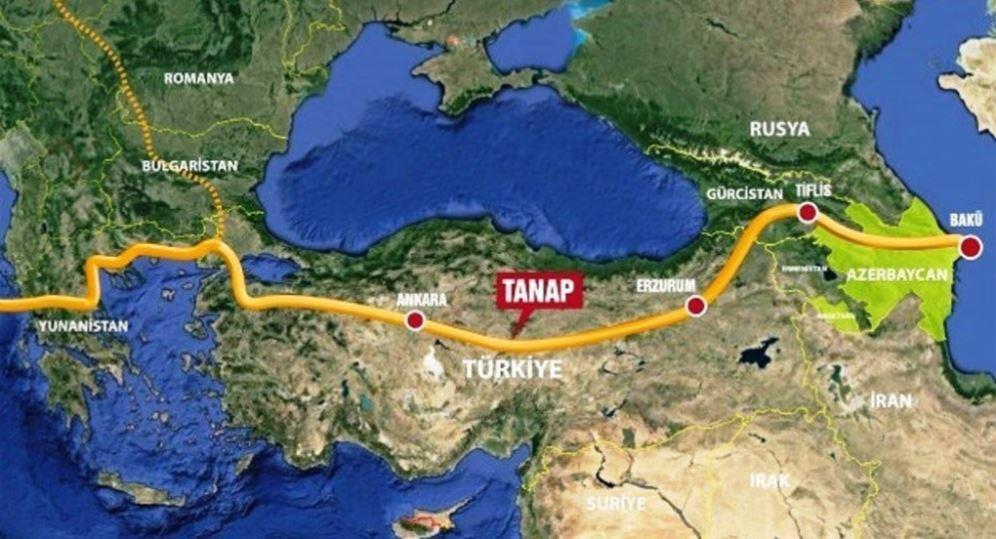 ROMANYA
BULGARİSTAN
RUSYA
GÜRCİSTAN
TİFLİS
BAKÜ
AZERBAYCAN
ERZURUM
TANAP
ANKARA
YUNANİSTAN
TÜRKİYE
İRAN
IRAK
SURİYE